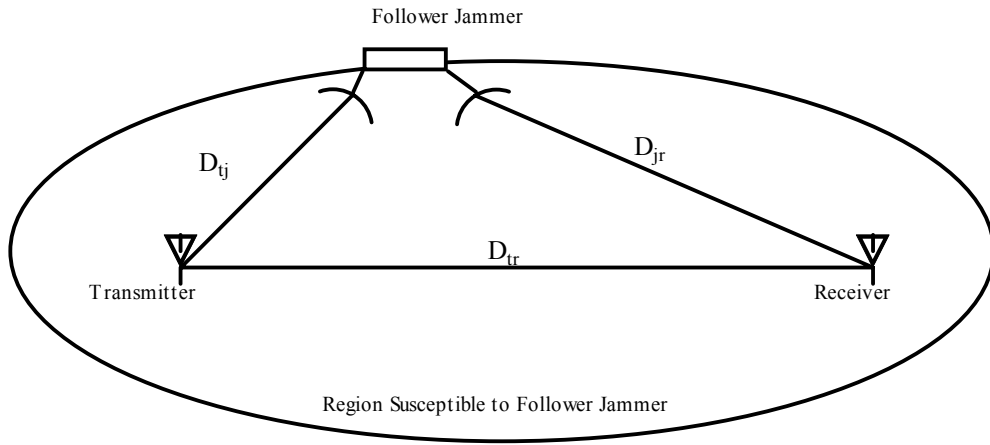 Follower Jammer
D_tj
D_jr
D_tr
Transmitter
Receiver
Region Susceptible to Follower Jammer